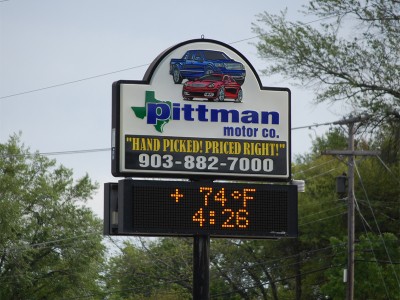 pittman
motor co.
"HAND PICKED! PRICED RIGHT!"
903-882-7000
+ 74°F
4:26